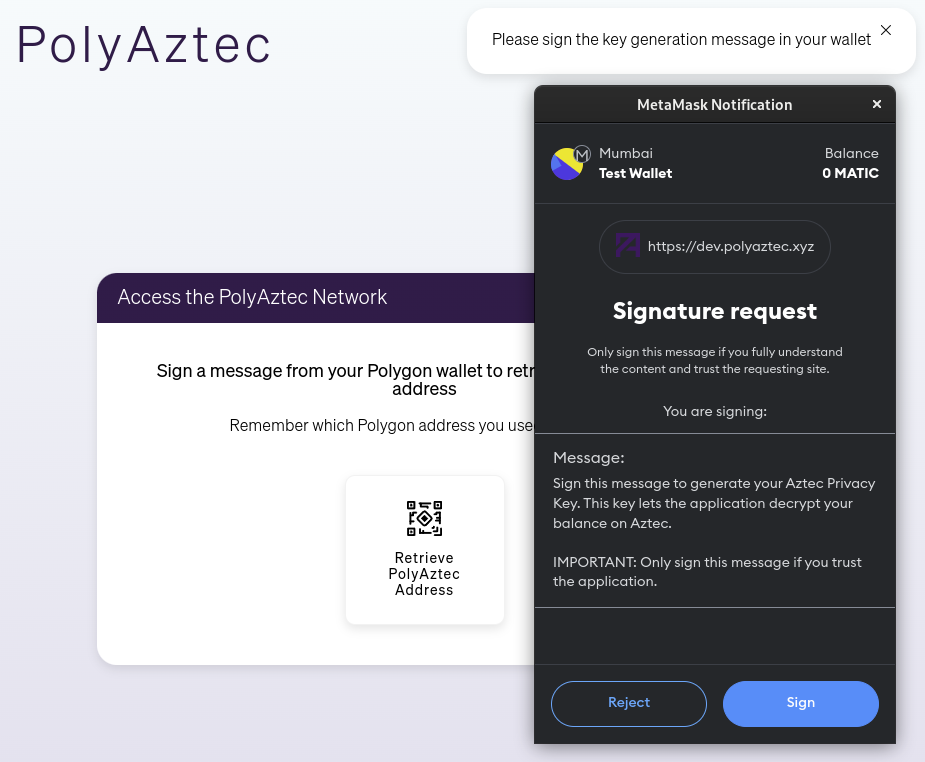 PolyAztec
Please sign the key generation message in your wallet
MetaMask Notification
Mumbai
Test Wallet
Balance
0 MATIC
https://dev.polyaztec.xyz
Signature request
Only sign this message if you fully understand
the content and trust the requesting site.
You are signing:
Message:
Sign this message to generate your Aztec Privacy
Key. This key lets the application decrypt your
balance on Aztec.
IMPORTANT: Only sign this message if you trust
the application.
Reject
Sign
Access the PolyAztec Network
Sign a message from your Polygon wallet to
address
Remember which Polygon address you
Retrieve
PolyAztec
Address